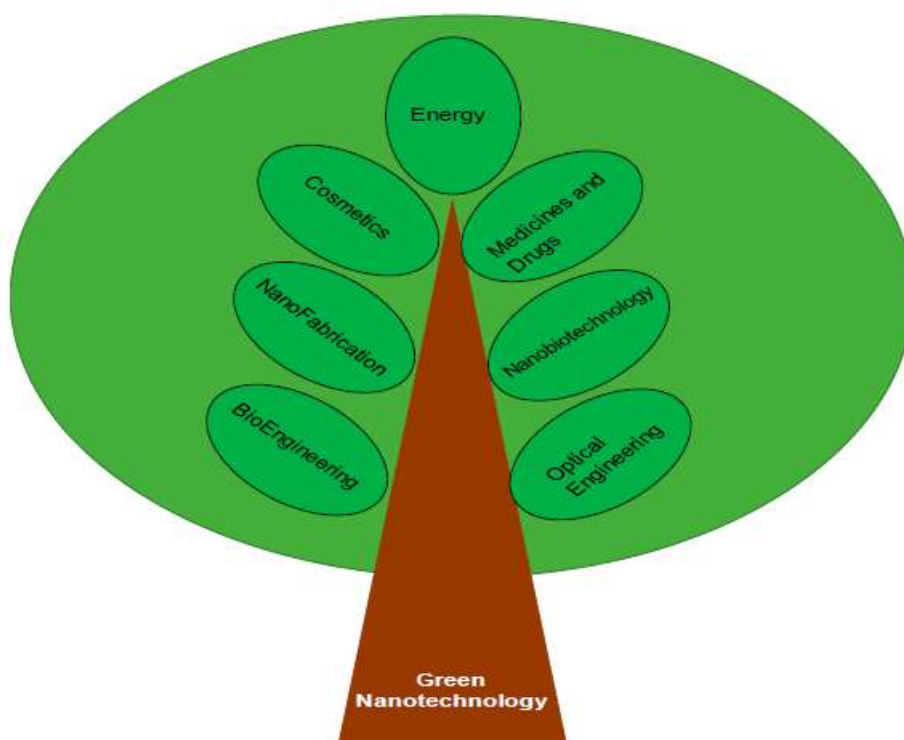 Energy
Cosmetics
Medicines and
Drugs
NanoFabrication
Nanobiotechnology
BioEngineering
Optical
Engineering
Green
Nanotechnology